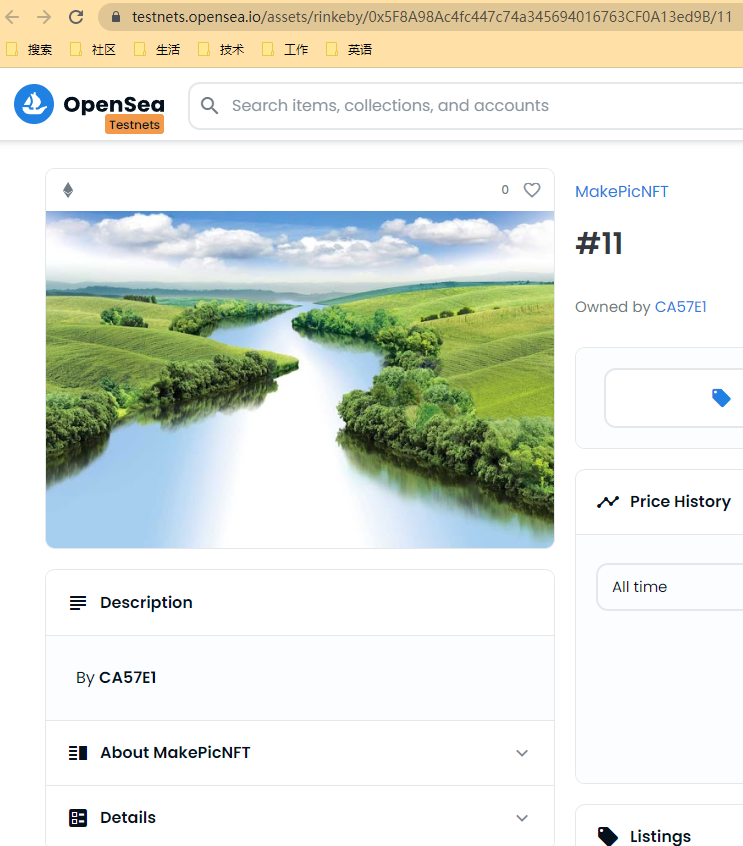 testnets.opensea.io/assets/rinkeby/0x5F8A98Ac4fc447c74a345694016763CF0A13ed9B/11
搜索 社区 生活 技术 工作 英语
OpenSea
Testnets
Search items, collections, and accounts
0
MakePicNFT
#11
Owned by CA57E1
Price History
All time
Description
By CA57E1
About MakePicNFT
Details
Listings